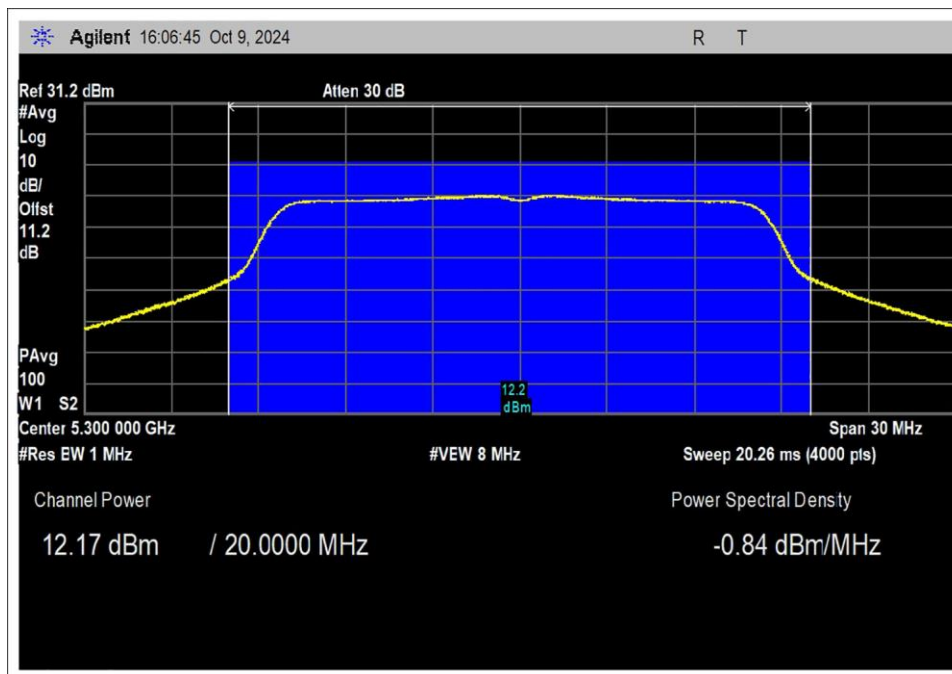 Agilent 16:06:45 Oct 9, 2024 R T
Ref 31.2 dBm Atten 30 dB
#Avg
Log
10
dB/
Offst
11.2
dB
PAvg
100
W1 S2
12.2
dBm
Center 5.300 000 GHz Span 30 MHz
#Res BW 1 MHz #VBW 8 MHz Sweep 20.26 ms (4000 pts)
Channel Power Power Spectral Density
12.17 dBm / 20.0000 MHz -0.84 dBm/MHz